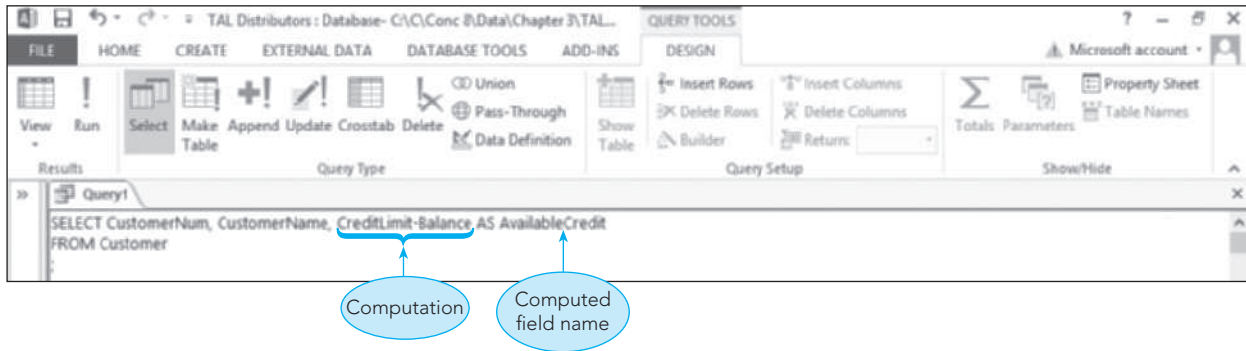 TAL Distributors : Database- C:\C\Conc 8\Data\Chapter 3\TAL... QUERY TOOLS ?
FILE HOME CREATE EXTERNAL DATA DATABASE TOOLS ADD-INS DESIGN Microsoft account
View Run Select Make Table Append Update Crosstab Delete
Union
Pass-Through
Data Definition
Show Table
Insert Rows
Delete Rows
Builder
Insert Columns
Delete Columns
Return:
Totals Parameters
Property Sheet
Table Names
Results Query Type Query Setup Show/Hide
Query1
SELECT CustomerNum, CustomerName, CreditLimit-Balance AS AvailableCredit
FROM Customer
;
Computation
Computed
field name